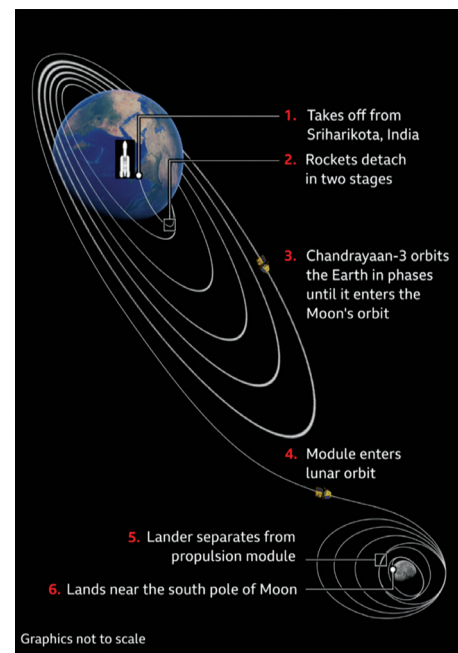 1. Takes off from
Sriharikota, India
2. Rockets detach
in two stages
3. Chandrayaan-3 orbits
the Earth in phases
until it enters the
Moon's orbit
4. Module enters
lunar orbit
5. Lander separates from
propulsion module
6. Lands near the south pole of Moon
Graphics not to scale